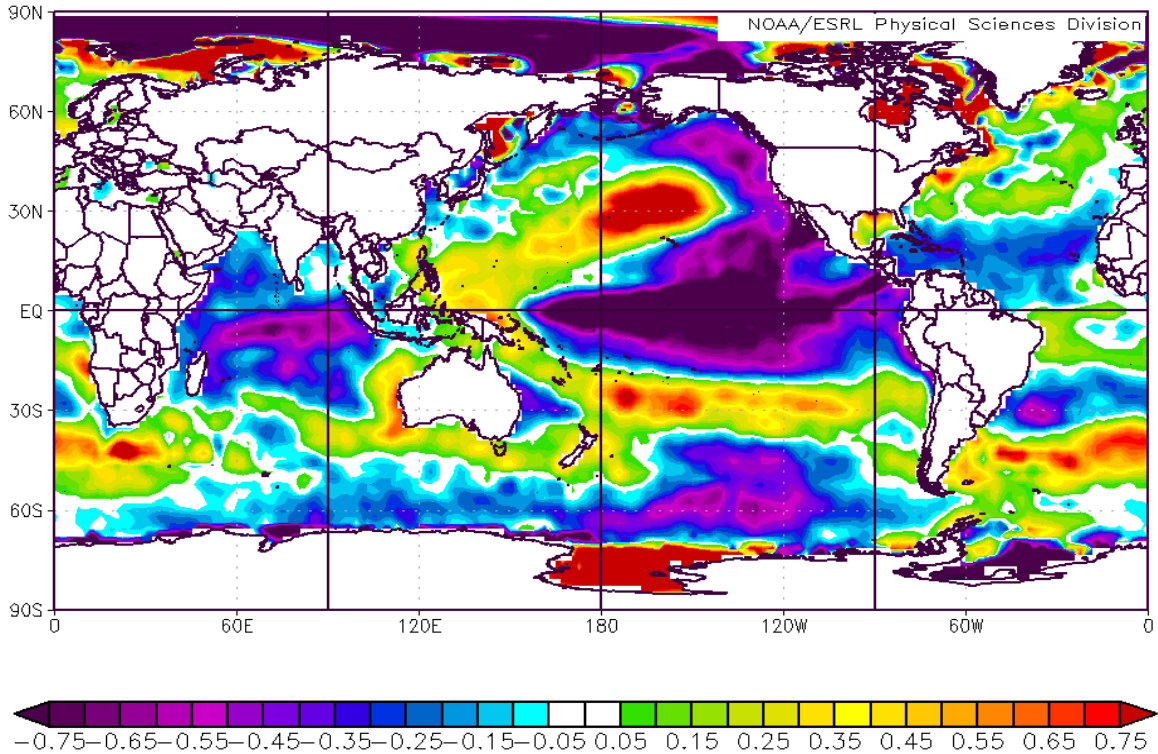 90N
NOAA/ESRL Physical Sciences Division
60N
30N
EQ
30S
60S
90S
0 60E 120E 180 120W 60W 0
−0.75−0.65−0.55−0.45−0.35−0.25−0.15−0.05 0.05 0.15 0.25 0.35 0.45 0.55 0.65 0.75